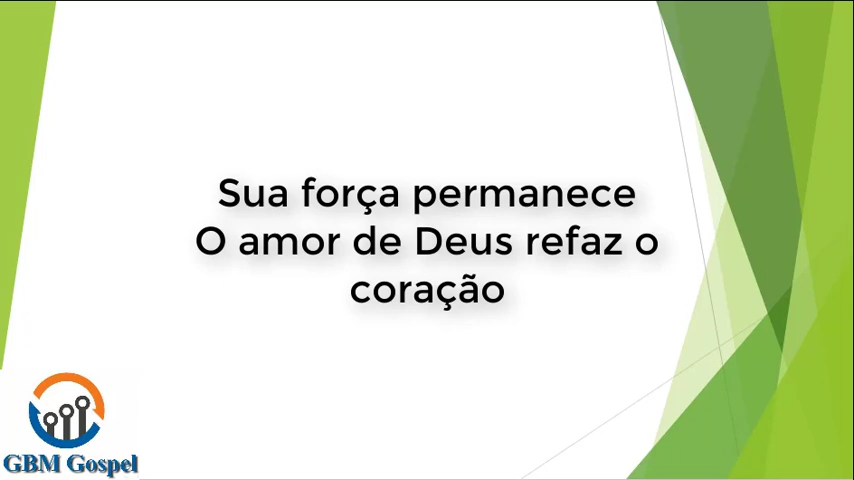 Sua força permanece
O amor de Deus refaz o
coração
GBM Gospel